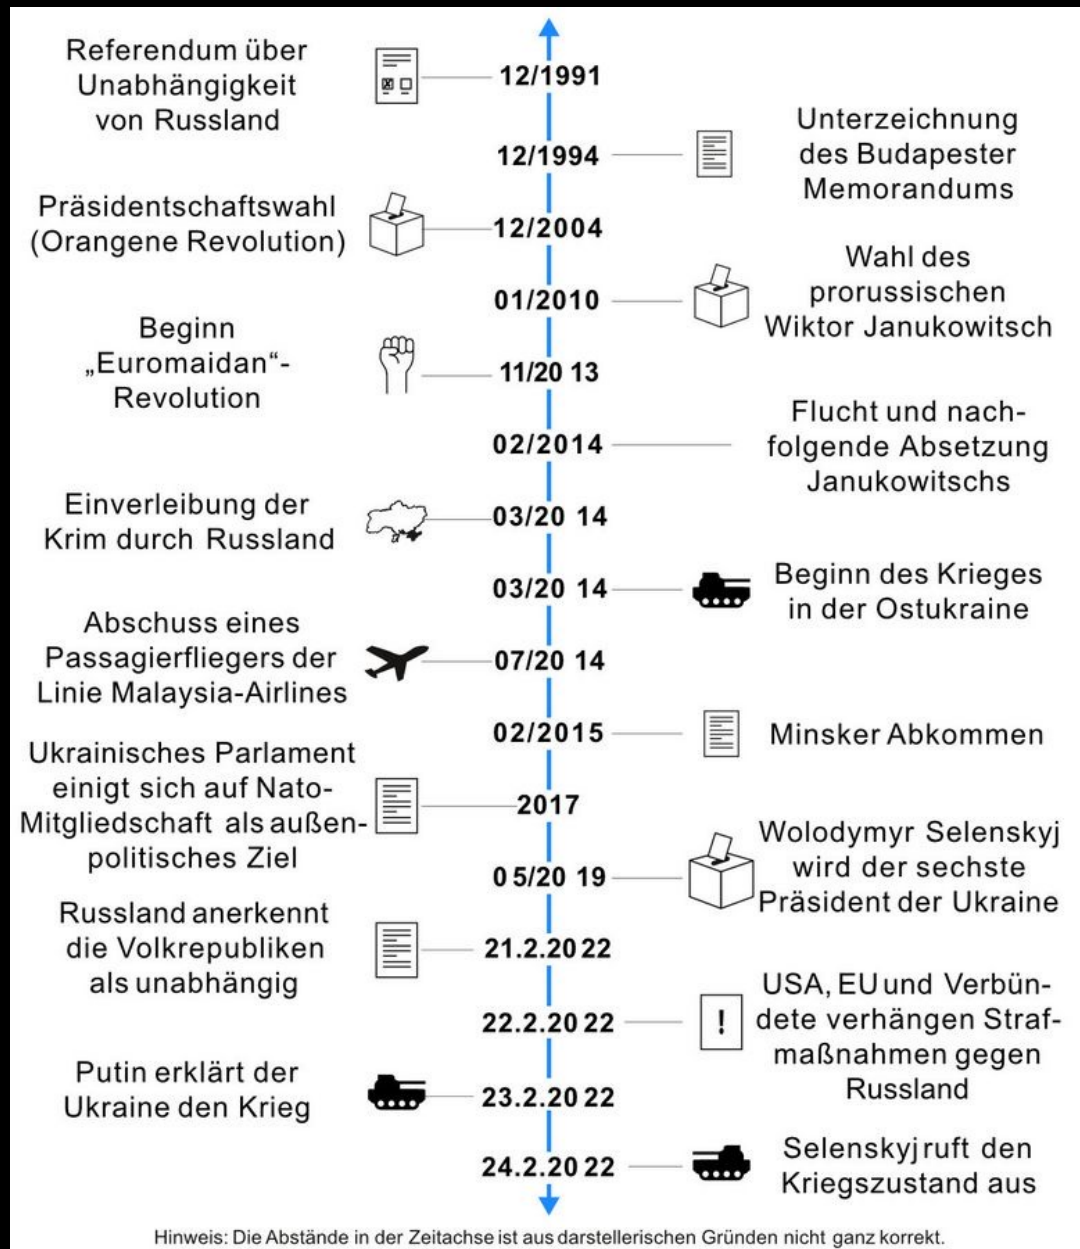 Referendum über
Unabhängigkeit
von Russland
12/1991
12/1994
Unterzeichnung
des Budapester
Memorandums
Präsidentschaftswahl
(Orangene Revolution)
12/2004
01/2010
Wahl des
prorussischen
Wiktor Janukowitsch
Beginn
„Euromaidan“-
Revolution
11/20 13
02/2014
Flucht und nach-
folgende Absetzung
Janukowitschs
Einverleibung der
Krim durch Russland
03/20 14
03/20 14
Beginn des Krieges
in der Ostukraine
Abschuss eines
Passagierfliegers der
Linie Malaysia-Airlines
07/20 14
02/2015
Minsker Abkommen
Ukrainisches Parlament
einigt sich auf Nato-
Mitgliedschaft als außen-
politisches Ziel
2017
05/20 19
Wolodymyr Selenskyj
wird der sechste
Präsident der Ukraine
Russland anerkennt
die Volkrepubliken
als unabhängig
21.2.20 22
22.2.20 22
!
USA, EU und Verbün-
dete verhängen Straf-
maßnahmen gegen
Russland
Putin erklärt der
Ukraine den Krieg
23.2.20 22
24.2.20 22
Selenskyj ruft den
Kriegszustand aus
Hinweis: Die Abstände in der Zeitachse ist aus darstellerischen Gründen nicht ganz korrekt.